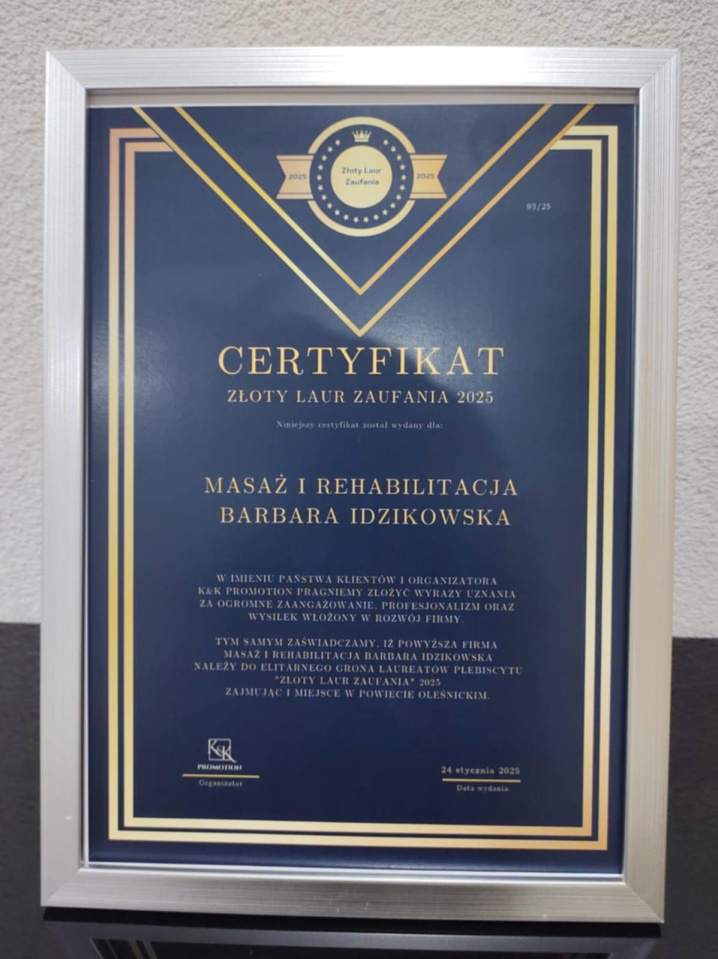 2025
Złoty Laur
Zaufania
2025
03/25
CERTYFIKAT
ZŁOTY LAUR ZAUFANIA 2025
Niniejszy certyfikat został wydany dla:
MASAŻ I REHABILITACJA
BARBARA IDZIKOWSKA
W IMIENIU PAŃSTWA KLIENTÓW I ORGANIZATORA
K&K PROMOTION PRAGNIEMY ZŁOŻYĆ WYRAZY UZNANIA
ZA OGROMNE ZAANGAŻOWANIE, PROFESJONALIZM ORAZ
WYSIŁEK WŁOŻONY W ROZWÓJ FIRMY.
TYM SAMYM ZAŚWIADCZAMY, IŻ POWYŻSZA FIRMA
MASAŻ I REHABILITACJA BARBARA IDZIKOWSKA
NALEŻY DO ELITARNEGO GRONA LAUREATÓW PLEBISCYTU
"ZŁOTY LAUR ZAUFANIA" 2025
ZAJMUJĄC I MIEJSCE W POWIECIE OLEŚNICKIM.
K&K
PROMOTION
Organizator
24 stycznia 2025
Data wydania